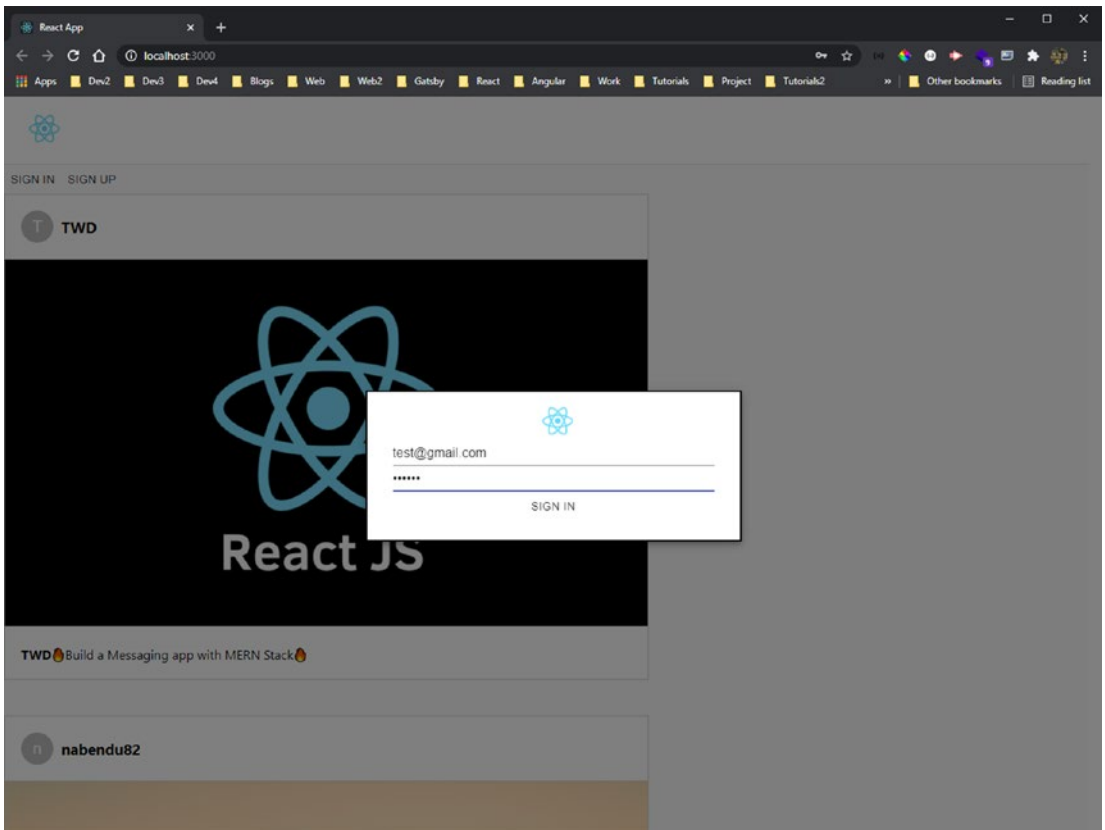 React App
localhost:3000
Apps Dev2 Dev3 Dev4 Blogs Web Web2 Gatsby React Angular Work Tutorials Project Tutorials2 » Other bookmarks Reading list
SIGN IN SIGN UP
T TWD
React JS
test@gmail.com
••••••
SIGN IN
TWD🔥Build a Messaging app with MERN Stack🔥
n nabendu82